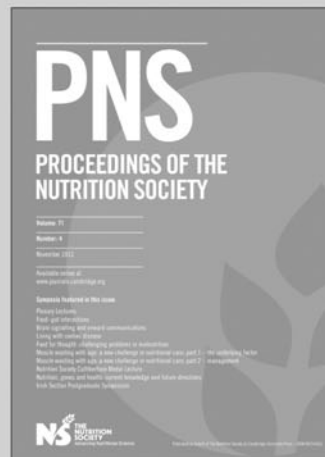 PNS
PROCEEDINGS OF THE
NUTRITION SOCIETY
Volume 71
Number 4
November 2012
Available online at
Symposia featured in this issue
Plenary Lectures
Food–gut interactions
Brain signalling and reward communications
Living with coeliac disease
Food for thought: challenging problems in malnutrition
Muscle wasting with age: a new challenge in nutritional care; part 1 – the underlying factor
Muscle wasting with age: a new challenge in nutritional care; part 2 – management
Nutrition Society Cuthbertson Medal Lecture
Nutrition, genes and health: current knowledge and future directions
Irish Section Postgraduate Symposium
NS
THE
NUTRITION
SOCIETY